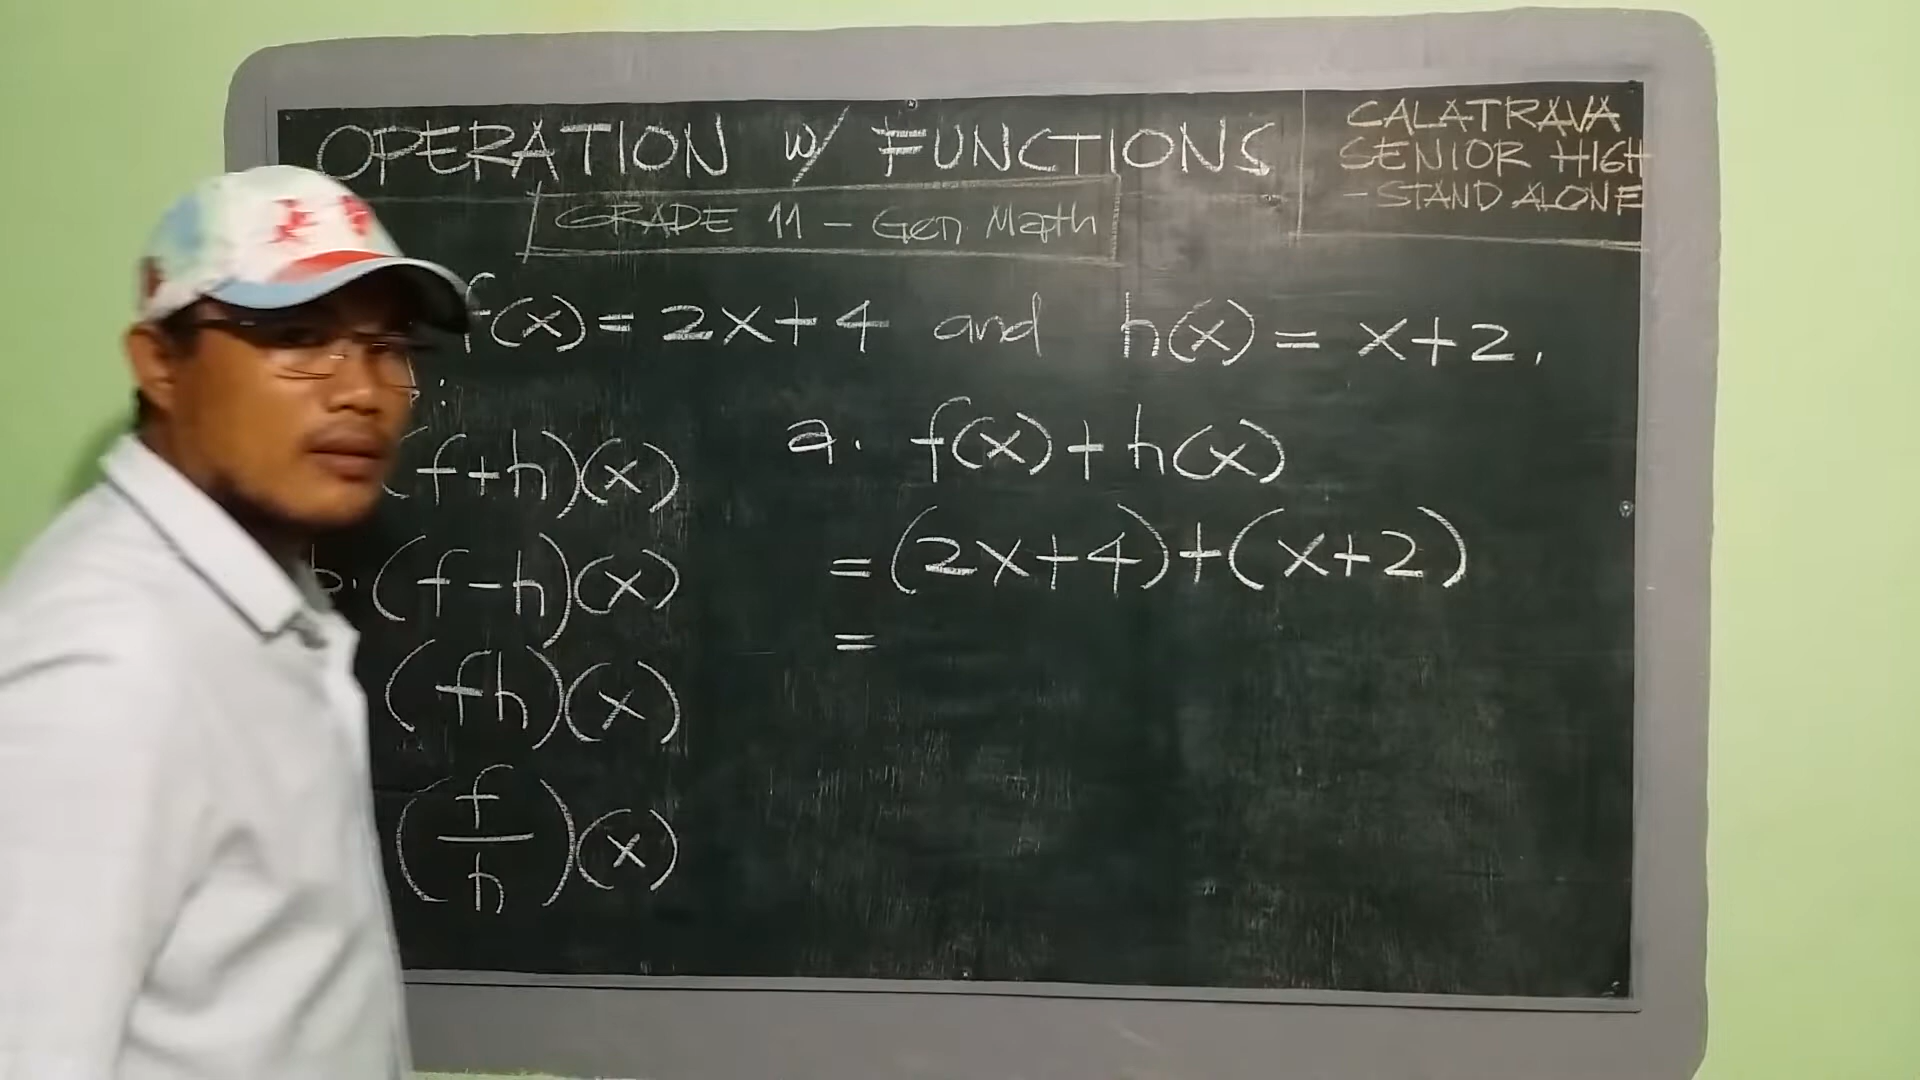 OPERATION w/ FUNCTIONS
CALATRAVA
SENIOR HIGH
- STAND ALONE
GRADE 11 - Gen Math
f(x) = 2x+4 and h(x) = x+2.
:
(f+h)(x)
b. (f-h)(x)
(fh)(x)
(f/h)(x)
a. f(x)+h(x)
= (2x+4)+(x+2)
=